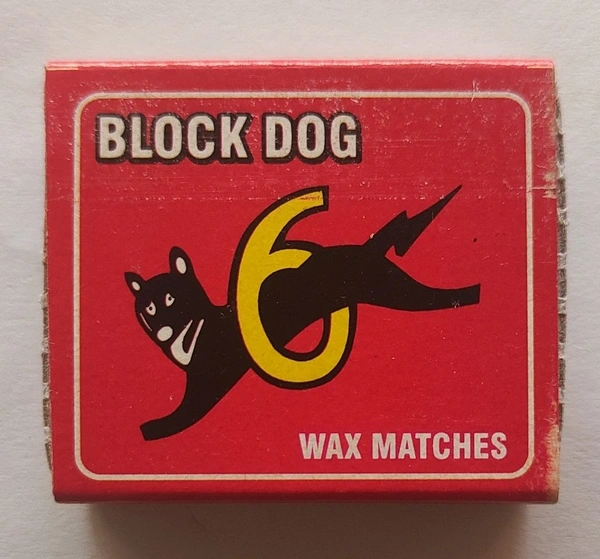 BLOCK DOG
6
WAX MATCHES